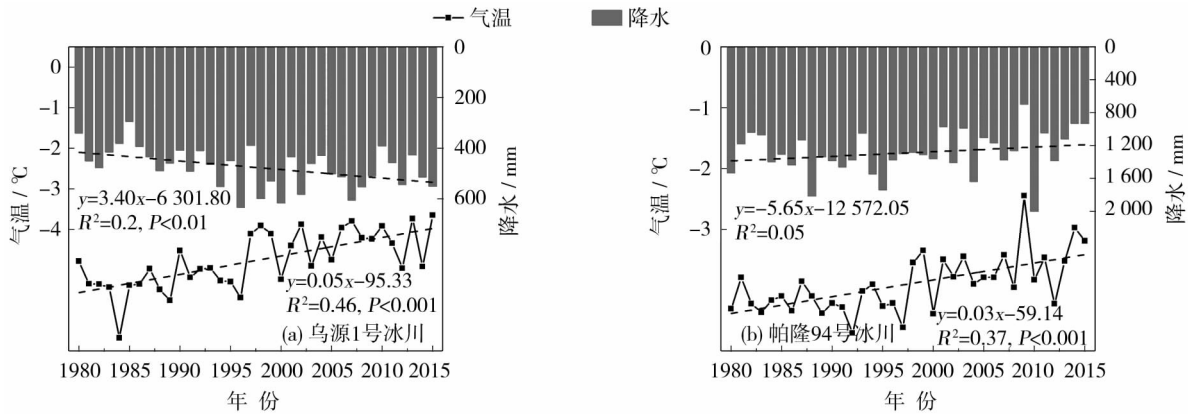 气温 降水
0
−1
−2
−3
−4
气温 / ℃
0
200
400
600
降水 / mm
y=3.40x−6 301.80
R²=0.2, P<0.01
y=0.05x−95.33
R²=0.46, P<0.001
(a) 乌源1号冰川
1980 1985 1990 1995 2000 2005 2010 2015
年 份
0
−1
−2
−3
气温 / ℃
0
400
800
1 200
1 600
2 000
降水 / mm
y=−5.65x−12 572.05
R²=0.05
y=0.03x−59.14
R²=0.37, P<0.001
(b) 帕隆94号冰川
1980 1985 1990 1995 2000 2005 2010 2015
年 份